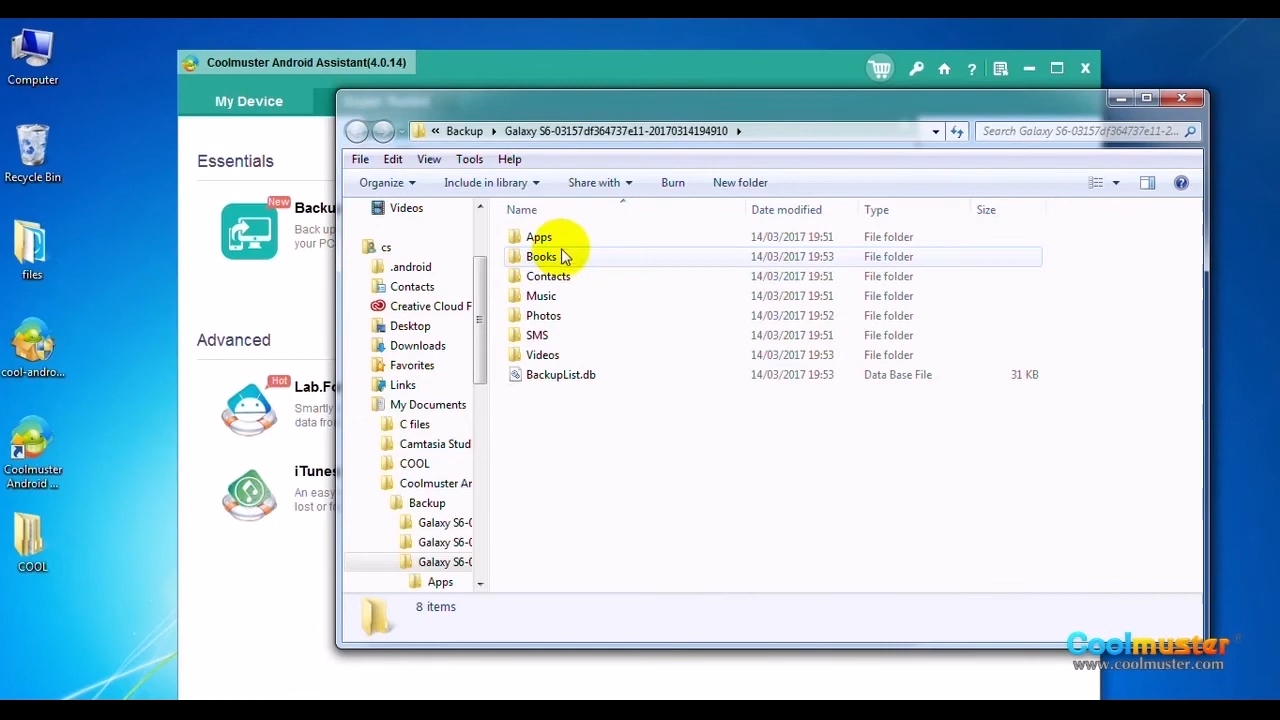 Computer
Recycle Bin
files
cool-andro...
Coolmuster
Android ...
COOL
Coolmuster Android Assistant(4.0.14)
?
My Device
Essentials
New
Backu
Back up
your PC
Advanced
Hot
Lab.Fo
Smartly
data from
iTunes
An easy
lost or fo
« Backup Galaxy S6-03157df364737e11-20170314194910
Search Galaxy S6-03157df364737e11-2...
File Edit View Tools Help
Organize Include in library Share with Burn New folder
Videos
cs
.android
Contacts
Creative Cloud F
Desktop
Downloads
Favorites
Links
My Documents
C files
Camtasia Stud
COOL
Coolmuster Ar
Backup
Galaxy S6-0
Galaxy S6-0
Galaxy S6-0
Apps
Name Date modified Type Size
Apps 14/03/2017 19:51 File folder
Books 14/03/2017 19:53 File folder
Contacts 14/03/2017 19:51 File folder
Music 14/03/2017 19:51 File folder
Photos 14/03/2017 19:52 File folder
SMS 14/03/2017 19:51 File folder
Videos 14/03/2017 19:53 File folder
BackupList.db 14/03/2017 19:53 Data Base File 31 KB
8 items
Coolmuster®
www.coolmuster.com